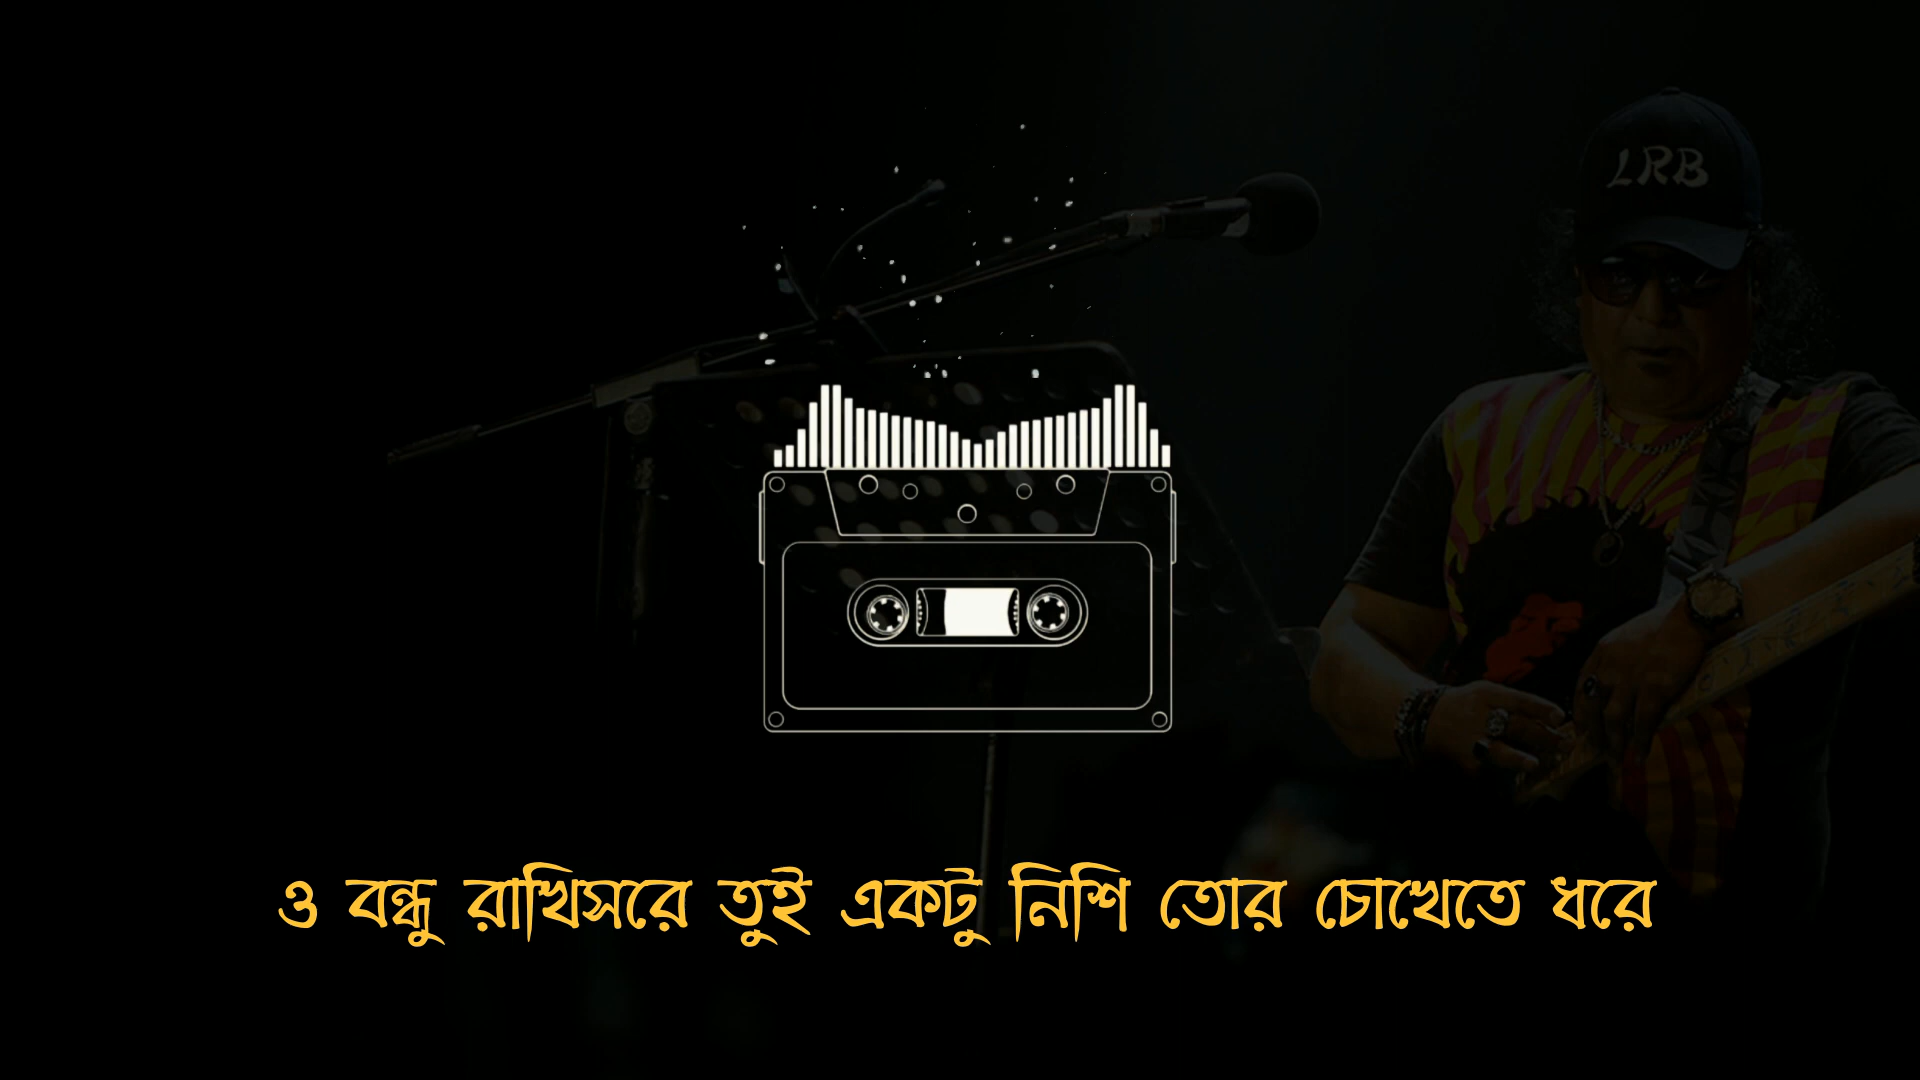 LRB
ও বন্ধু রাখিসরে তুই একটু নিশি তোর চোখেতে ধরে